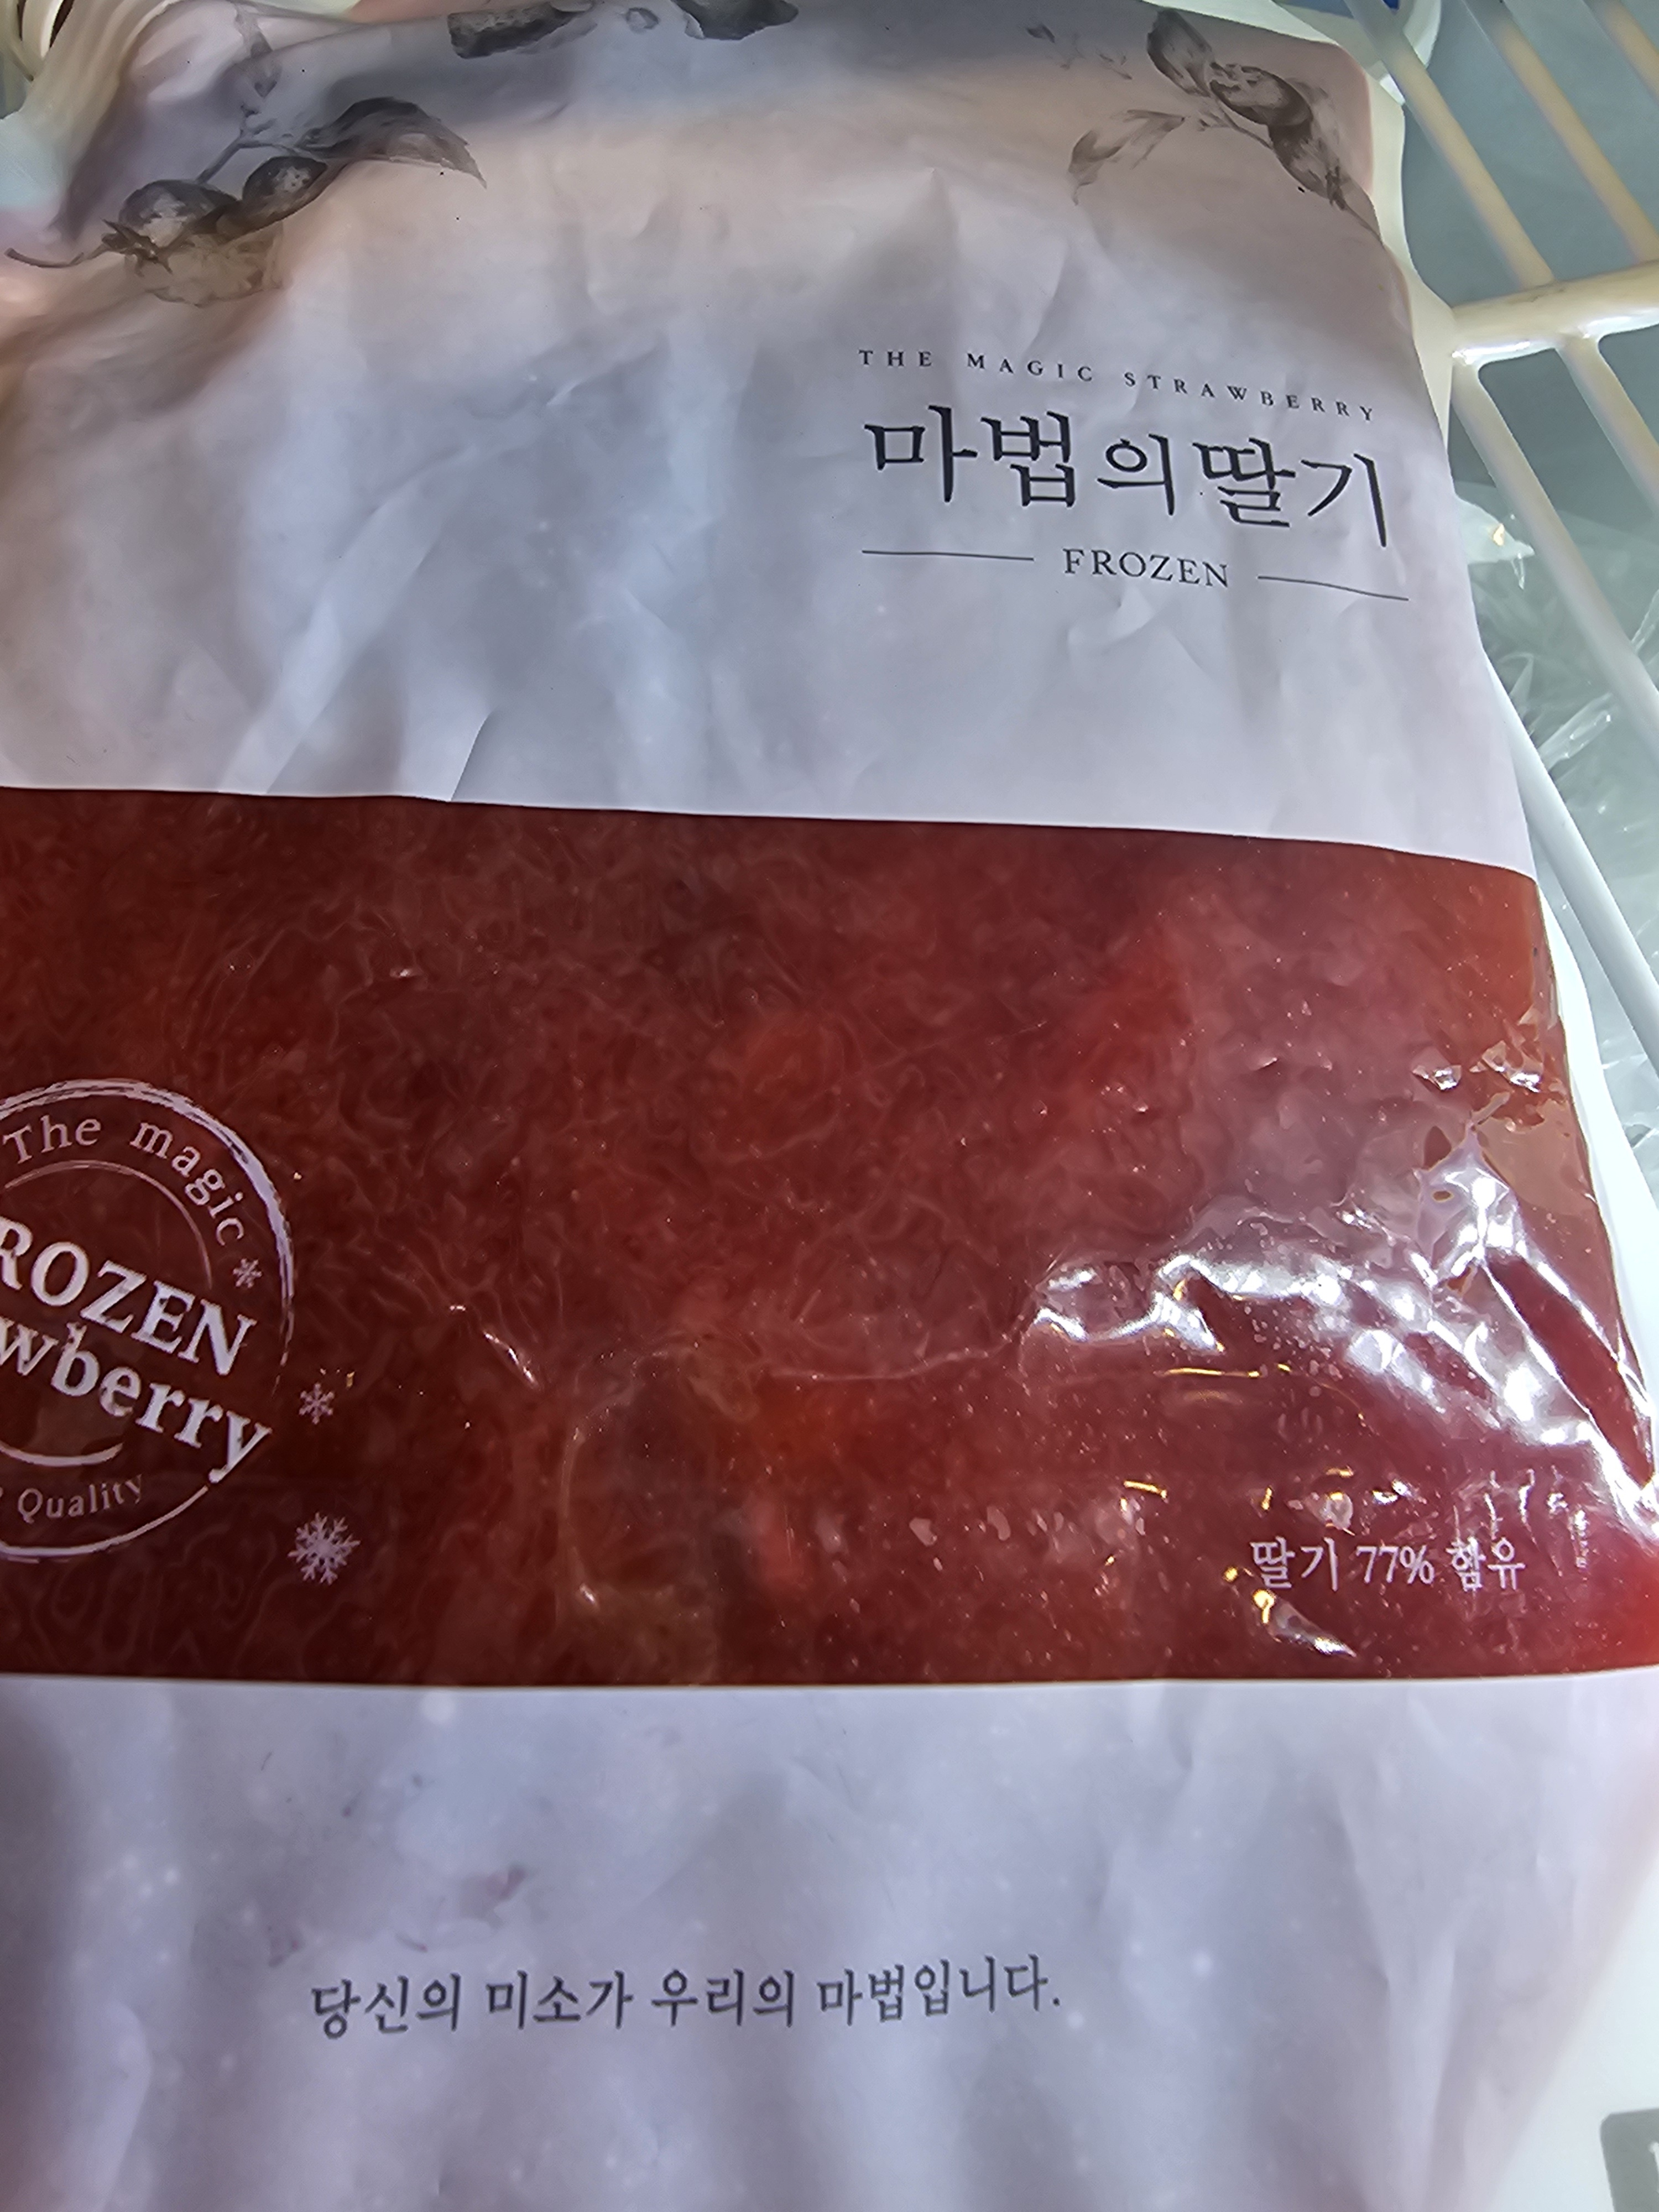 THE MAGIC STRAWBERRY
마법의딸기
FROZEN
The magic
ROZEN
wberry
Quality
딸기 77% 함유
당신의 미소가 우리의 마법입니다.